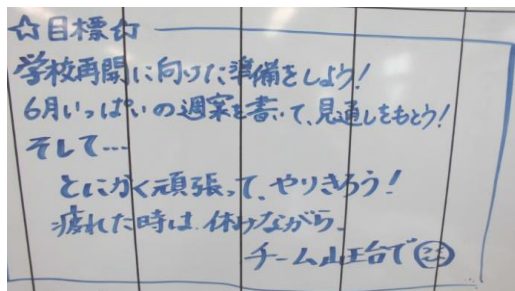 ☆目標☆
学校再開に向けた準備をしよう!
6月いっぱいの週案を書いて、見通しをもとう!
そして…
とにかく頑張って、やりきろう!
疲れた時は休みながら、
チーム山王台で